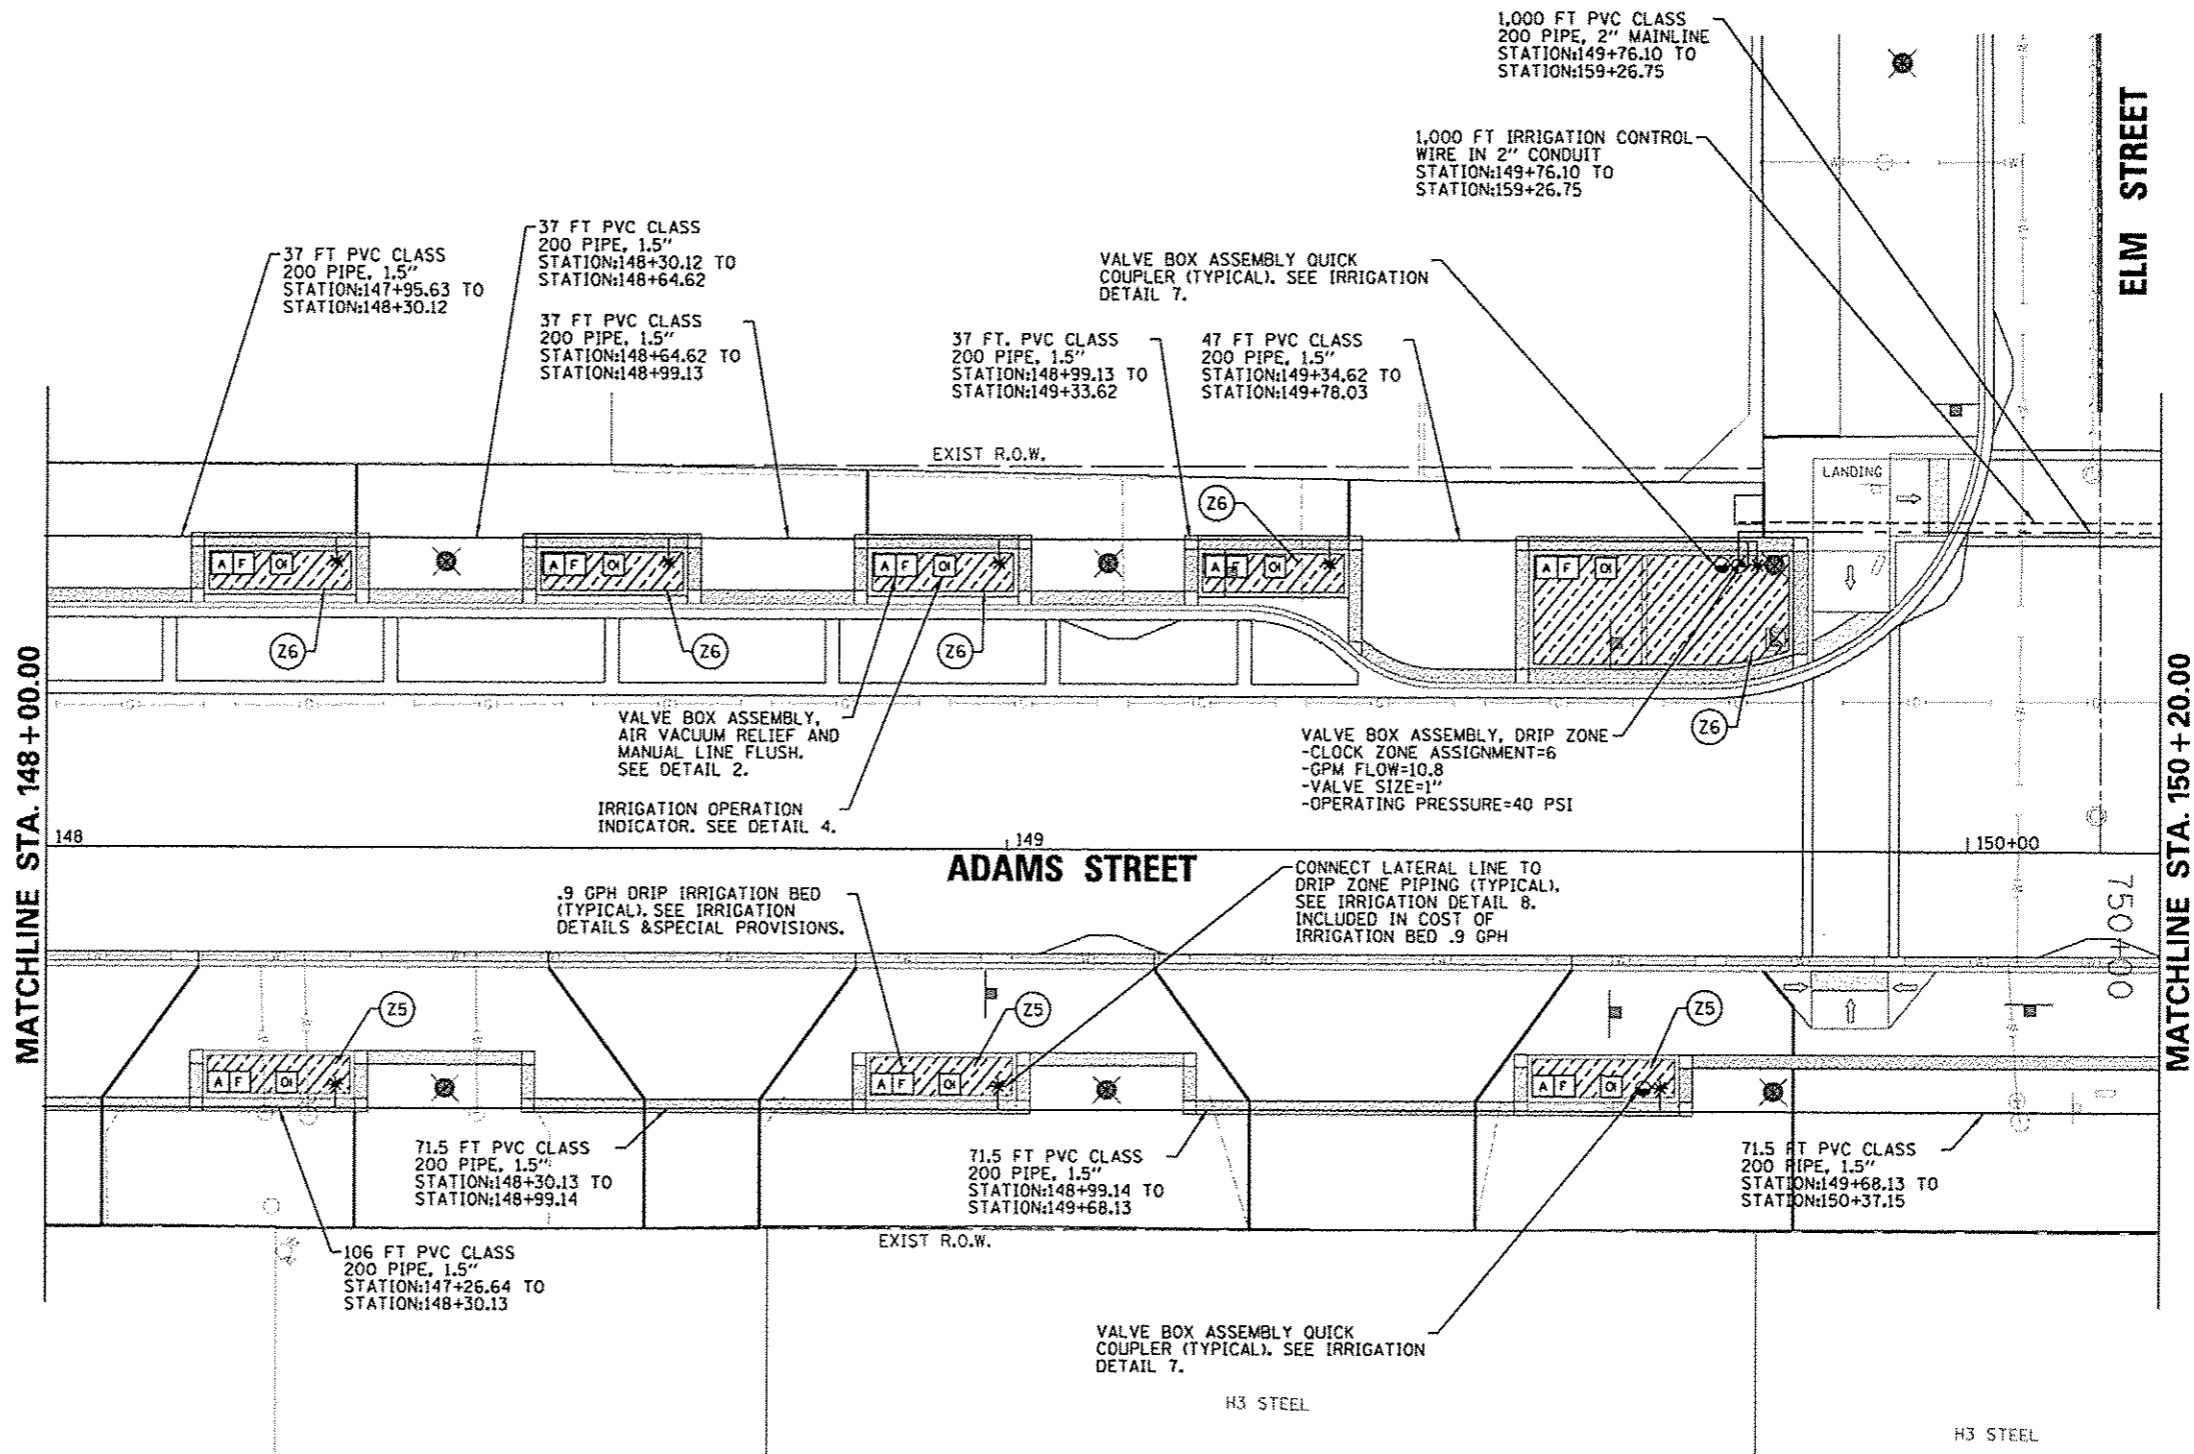 1,000 FT PVC CLASS
200 PIPE, 2" MAINLINE
STATION:149+76.10 TO
STATION:159+26.75
1,000 FT IRRIGATION CONTROL
WIRE IN 2" CONDUIT
STATION:149+76.10 TO
STATION:159+26.75
ELM STREET
37 FT PVC CLASS
200 PIPE, 1.5"
STATION:147+95.63 TO
STATION:148+30.12
37 FT PVC CLASS
200 PIPE, 1.5"
STATION:148+30.12 TO
STATION:148+64.62
37 FT PVC CLASS
200 PIPE, 1.5"
STATION:148+64.62 TO
STATION:148+99.13
VALVE BOX ASSEMBLY QUICK
COUPLER (TYPICAL). SEE IRRIGATION
DETAIL 7.
37 FT. PVC CLASS
200 PIPE, 1.5"
STATION:148+99.13 TO
STATION:149+33.62
47 FT PVC CLASS
200 PIPE, 1.5"
STATION:149+34.62 TO
STATION:149+78.03
EXIST R.O.W.
LANDING
Z6
A F OI
A F OI
A F OI
A F OI
A F OI
Z6
Z6
Z6
Z6
MATCHLINE STA. 148+00.00
MATCHLINE STA. 150+20.00
VALVE BOX ASSEMBLY,
AIR VACUUM RELIEF AND
MANUAL LINE FLUSH.
SEE DETAIL 2.
IRRIGATION OPERATION
INDICATOR. SEE DETAIL 4.
VALVE BOX ASSEMBLY, DRIP ZONE
-CLOCK ZONE ASSIGNMENT=6
-GPM FLOW=10.8
-VALVE SIZE=1"
-OPERATING PRESSURE=40 PSI
148
149
150+00
ADAMS STREET
.9 GPH DRIP IRRIGATION BED
(TYPICAL). SEE IRRIGATION
DETAILS &SPECIAL PROVISIONS.
CONNECT LATERAL LINE TO
DRIP ZONE PIPING (TYPICAL).
SEE IRRIGATION DETAIL 8.
INCLUDED IN COST OF
IRRIGATION BED .9 GPH
750+00
Z5
Z5
Z5
A F OI
A F OI
A F OI
71.5 FT PVC CLASS
200 PIPE, 1.5"
STATION:148+30.13 TO
STATION:148+99.14
71.5 FT PVC CLASS
200 PIPE, 1.5"
STATION:148+99.14 TO
STATION:149+68.13
71.5 FT PVC CLASS
200 PIPE, 1.5"
STATION:149+68.13 TO
STATION:150+37.15
EXIST R.O.W.
106 FT PVC CLASS
200 PIPE, 1.5"
STATION:147+26.64 TO
STATION:148+30.13
VALVE BOX ASSEMBLY QUICK
COUPLER (TYPICAL). SEE IRRIGATION
DETAIL 7.
H3 STEEL
H3 STEEL